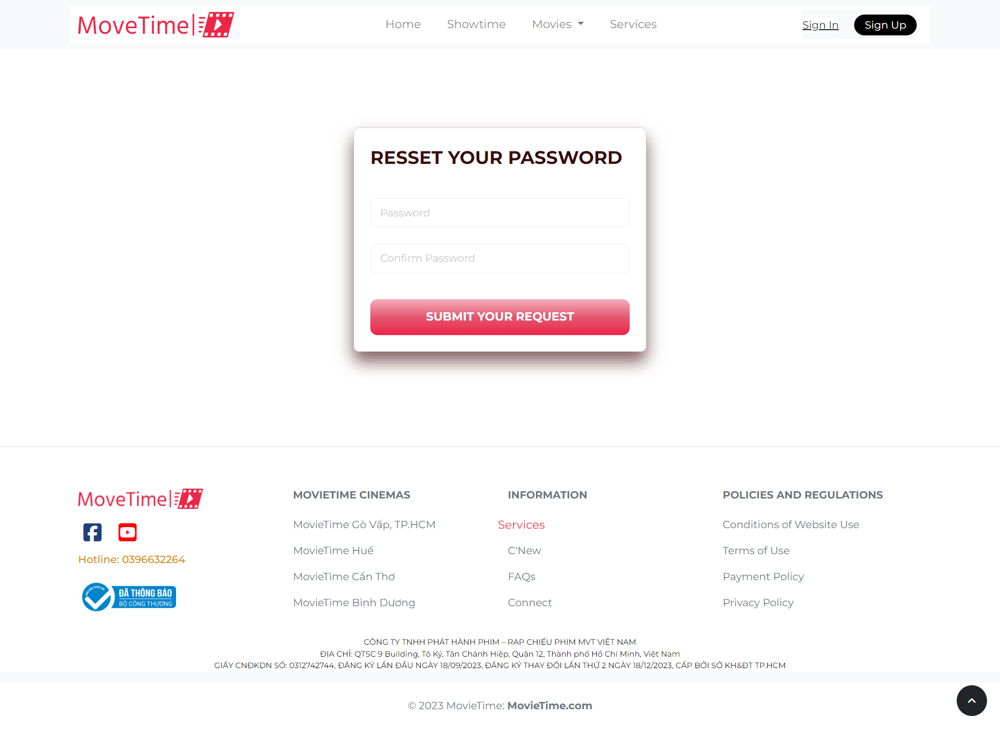 MoveTime
Home Showtime Movies Services
Sign In Sign Up
RESSET YOUR PASSWORD
Password
Confirm Password
SUBMIT YOUR REQUEST
MoveTime
Hotline: 0396632264
ONLINE.GOV.VN
ĐÃ THÔNG BÁO
BỘ CÔNG THƯƠNG
MOVIETIME CINEMAS
MovieTime Gò Vấp, TP.HCM
MovieTime Huế
MovieTime Cần Thơ
MovieTime Bình Dương
INFORMATION
Services
C'New
FAQs
Connect
POLICIES AND REGULATIONS
Conditions of Website Use
Terms of Use
Payment Policy
Privacy Policy
CÔNG TY TNHH PHÁT HÀNH PHIM – RẠP CHIẾU PHIM MVT VIỆT NAM
ĐỊA CHỈ: QTSC 9 Building, Tô Ký, Tân Chánh Hiệp, Quận 12, Thành phố Hồ Chí Minh, Việt Nam
GIẤY CNĐKDN SỐ: 0312742744, ĐĂNG KÝ LẦN ĐẦU NGÀY 18/09/2023, ĐĂNG KÝ THAY ĐỔI LẦN THỨ 2 NGÀY 18/12/2023, CẤP BỞI SỞ KH&ĐT TP.HCM
© 2023 MovieTime: MovieTime.com